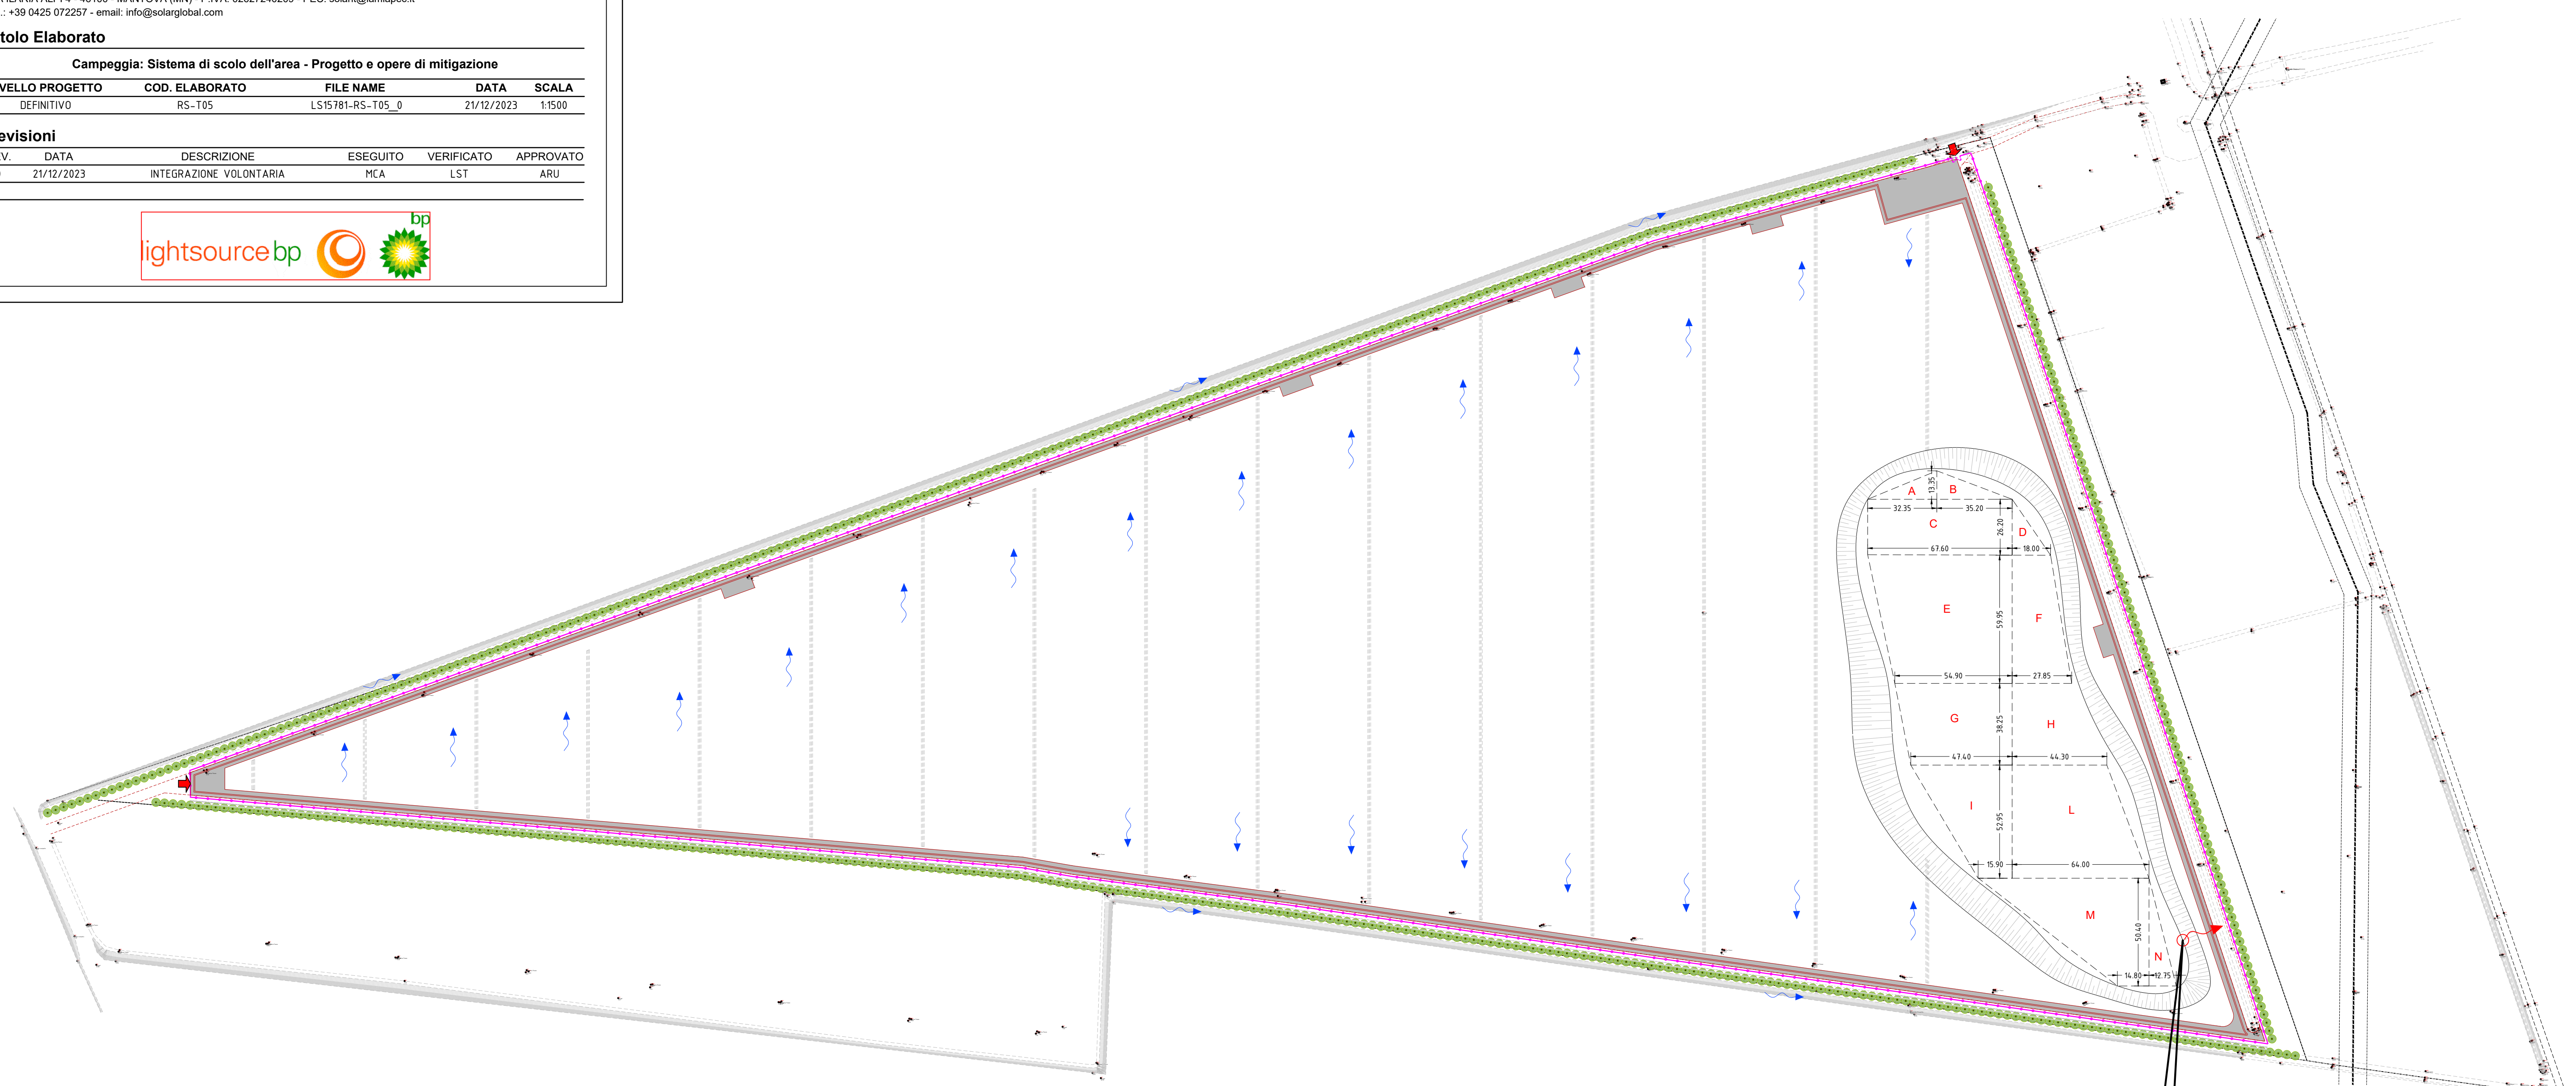 .: +39 0425 072257 - email: info@solarglobal.com
tolo Elaborato
Campeggia: Sistema di scolo dell'area - Progetto e opere di mitigazione
VELLO PROGETTO COD. ELABORATO FILE NAME DATA SCALA
DEFINITIVO RS-T05 LS15781-RS-T05_0 21/12/2023 1:1500
evisioni
V. DATA DESCRIZIONE ESEGUITO VERIFICATO APPROVATO
21/12/2023 INTEGRAZIONE VOLONTARIA MCA LST ARU
lightsource bp
bp
A
B
13.35
32.35
35.20
C
26.20
D
67.60
18.00
E
59.95
F
54.90
27.85
G
38.25
H
47.40
44.30
I
52.95
L
15.90
64.00
M
50.40
N
14.80
12.75